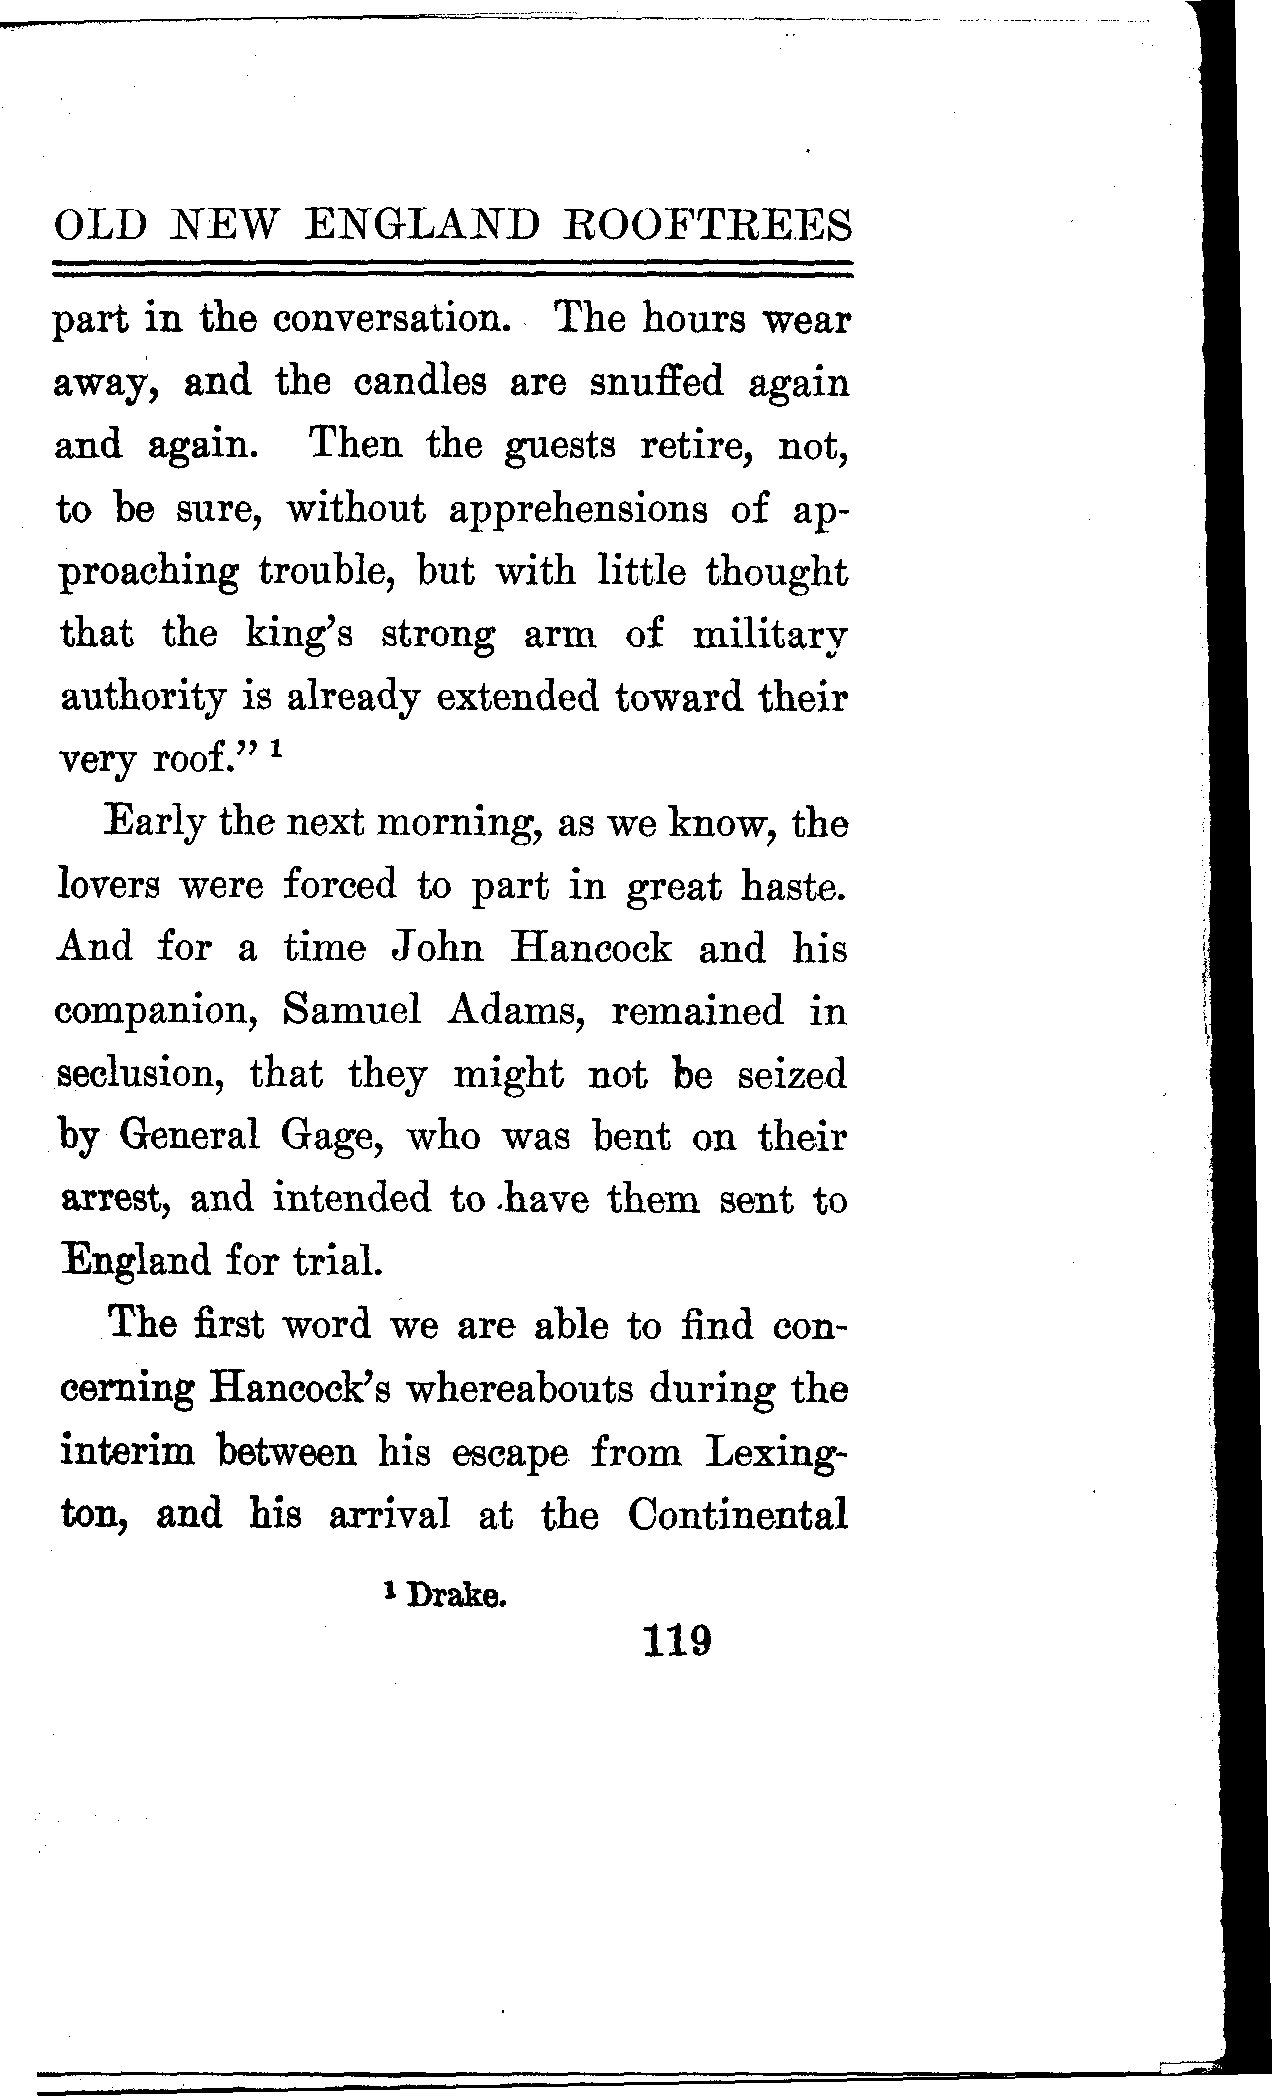 OLD NEW ENGLAND ROOFTREES
part in the conversation. The hours wear
away, and the candles are snuffed again
and again. Then the guests retire, not,
to be sure, without apprehensions of ap-
proaching trouble, but with little thought
that the king's strong arm of military
authority is already extended toward their
very roof." ¹
Early the next morning, as we know, the
lovers were forced to part in great haste.
And for a time John Hancock and his
companion, Samuel Adams, remained in
seclusion, that they might not be seized
by General Gage, who was bent on their
arrest, and intended to have them sent to
England for trial.
The first word we are able to find con-
cerning Hancock's whereabouts during the
interim between his escape from Lexing-
ton, and his arrival at the Continental
¹ Drake.
119